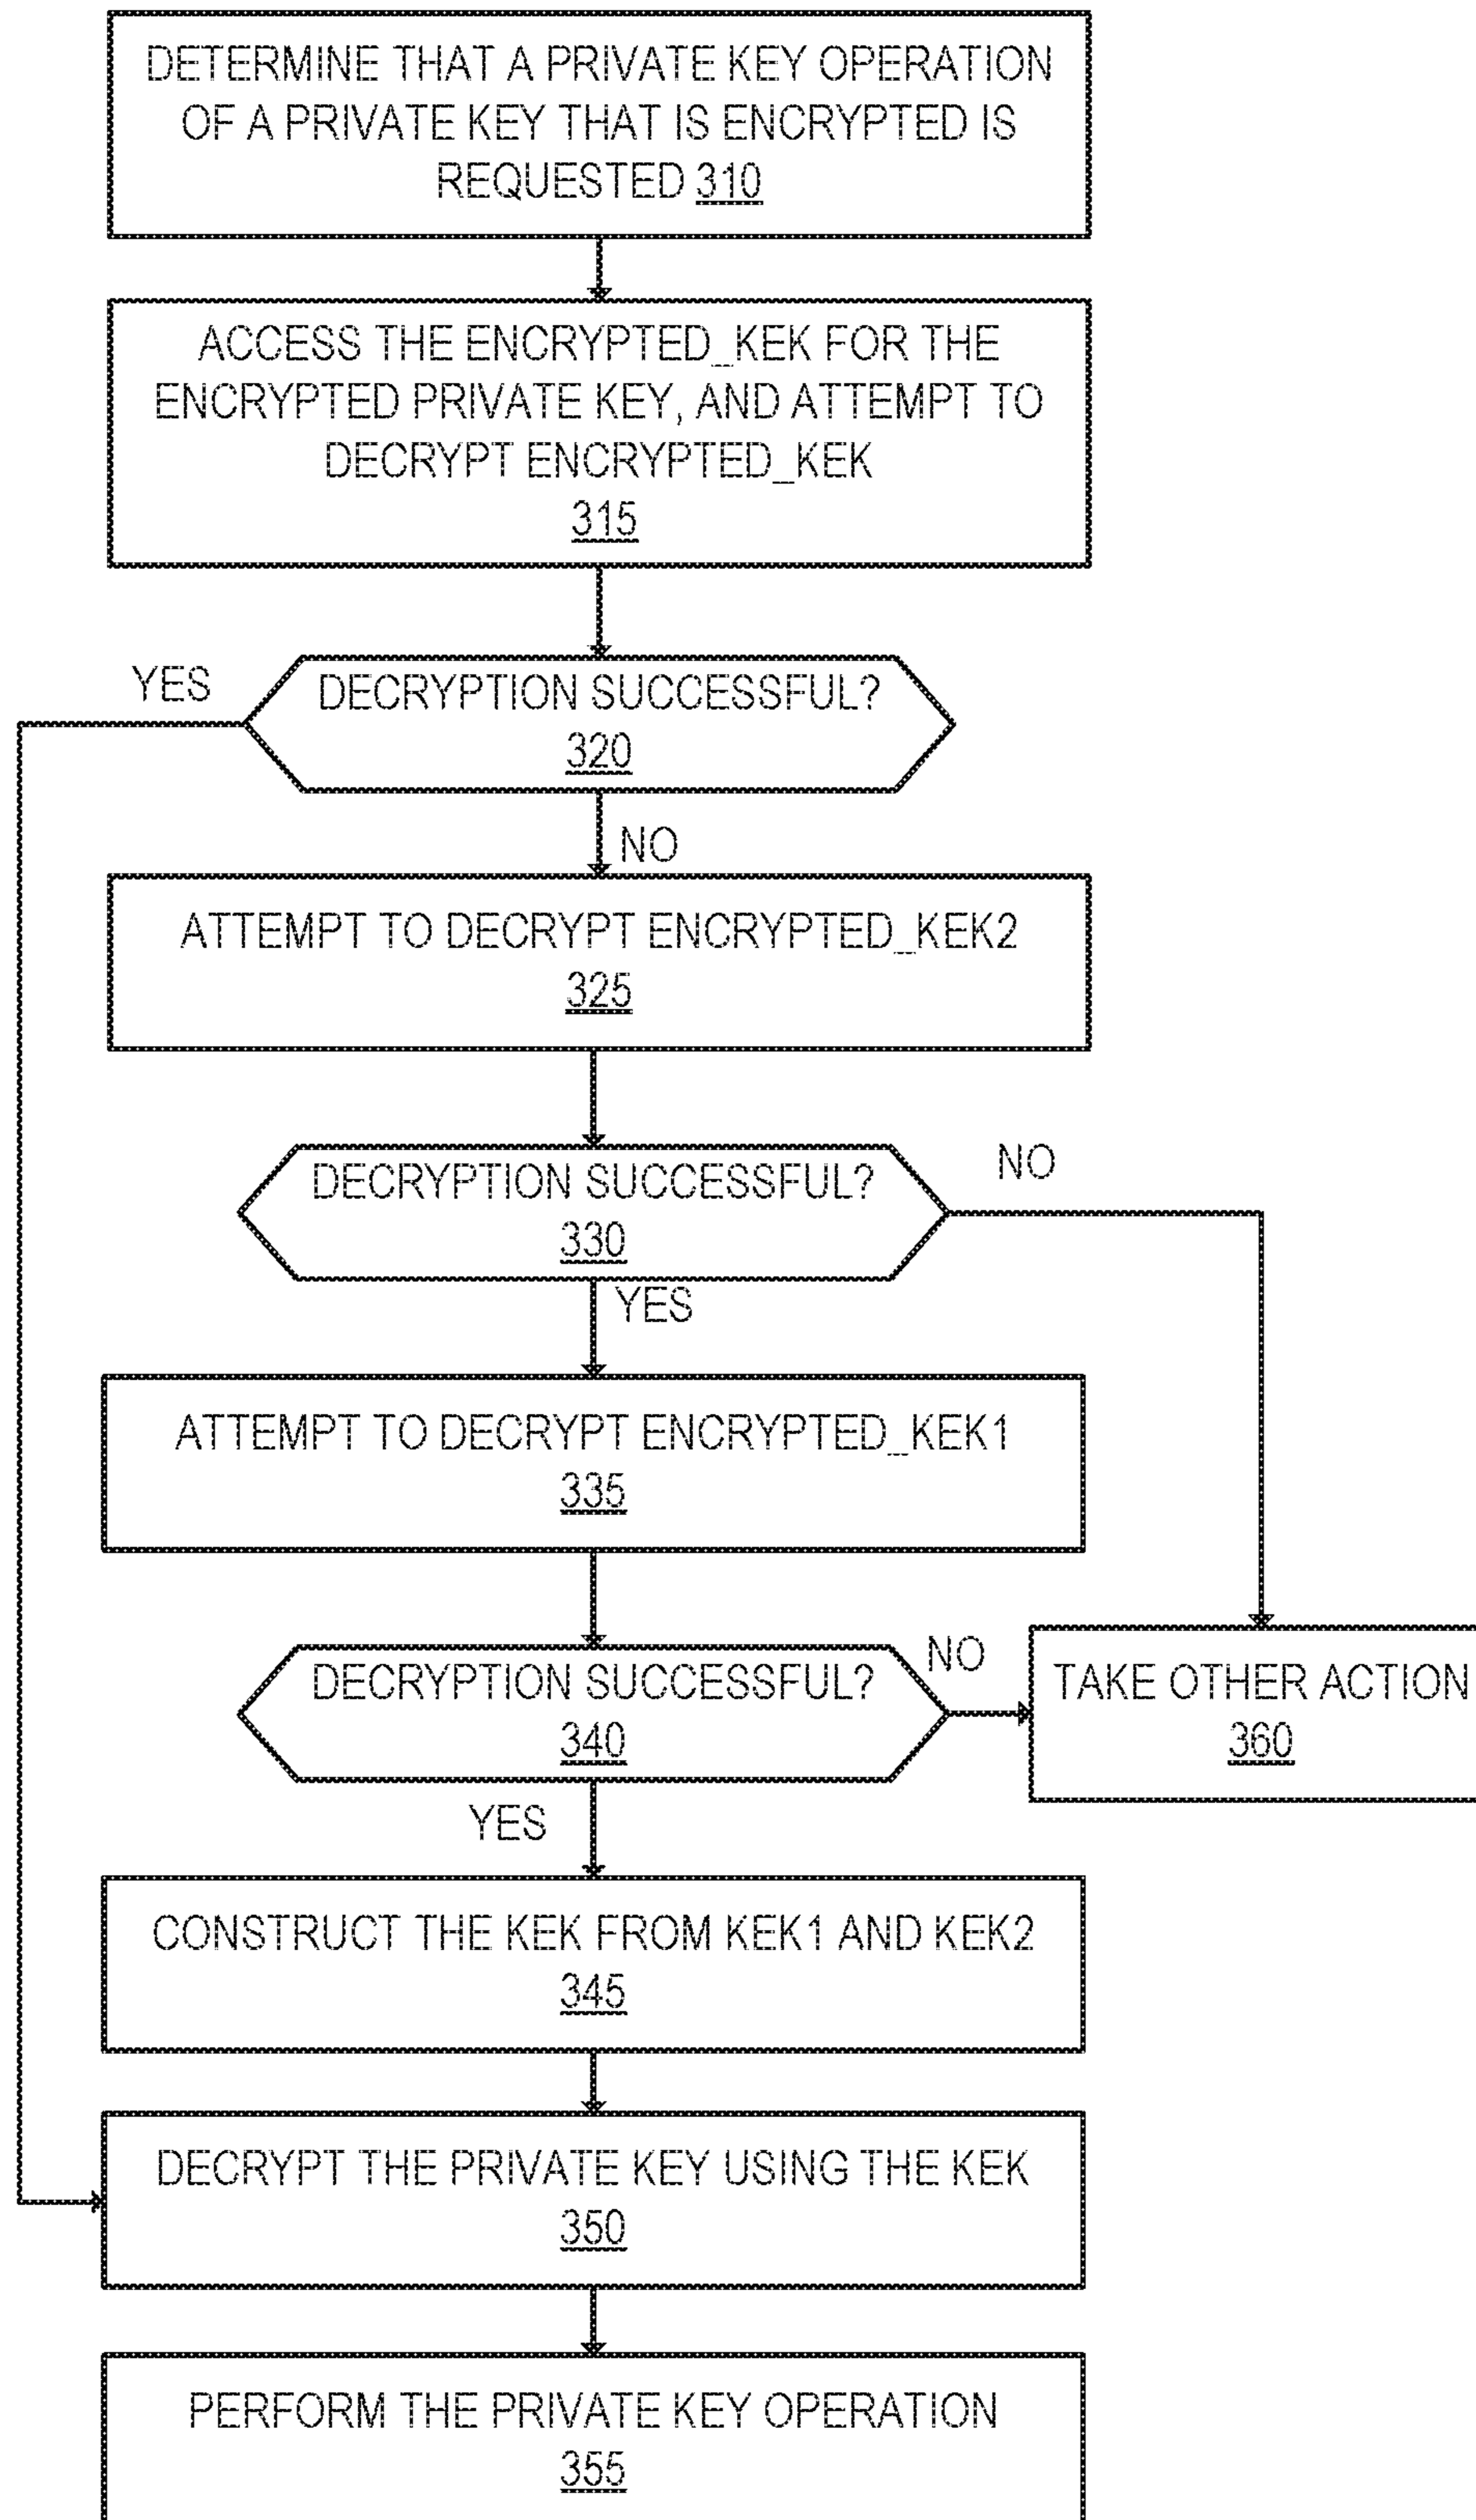 DETERMINE THAT A PRIVATE KEY OPERATION
OF A PRIVATE KEY THAT IS ENCRYPTED IS
REQUESTED 310
ACCESS THE ENCRYPTED_KEK FOR THE
ENCRYPTED PRIVATE KEY, AND ATTEMPT TO
DECRYPT ENCRYPTED_KEK
315
YES
DECRYPTION SUCCESSFUL?
320
NO
ATTEMPT TO DECRYPT ENCRYPTED_KEK2
325
DECRYPTION SUCCESSFUL?
330
NO
YES
ATTEMPT TO DECRYPT ENCRYPTED_KEK1
335
DECRYPTION SUCCESSFUL?
340
NO
TAKE OTHER ACTION
360
YES
CONSTRUCT THE KEK FROM KEK1 AND KEK2
345
DECRYPT THE PRIVATE KEY USING THE KEK
350
PERFORM THE PRIVATE KEY OPERATION
355